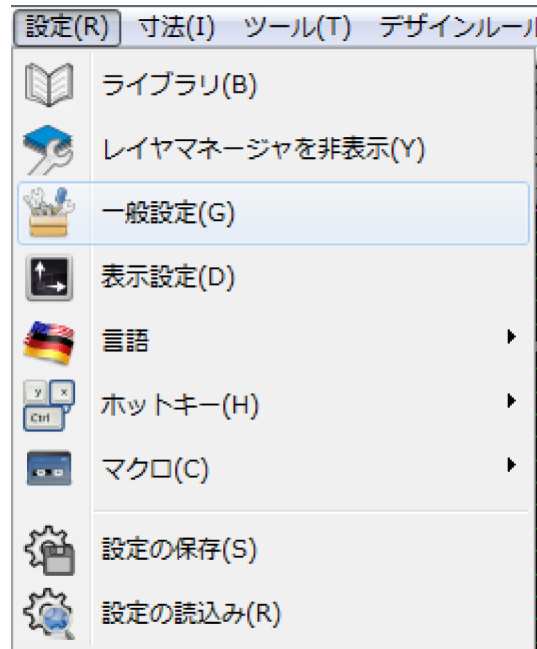 設定(R) 寸法(I) ツール(T) デザインルール
ライブラリ(B)
レイヤマネージャを非表示(Y)
一般設定(G)
表示設定(D)
言語
ホットキー(H)
y x
Ctrl
マクロ(C)
設定の保存(S)
設定の読込み(R)